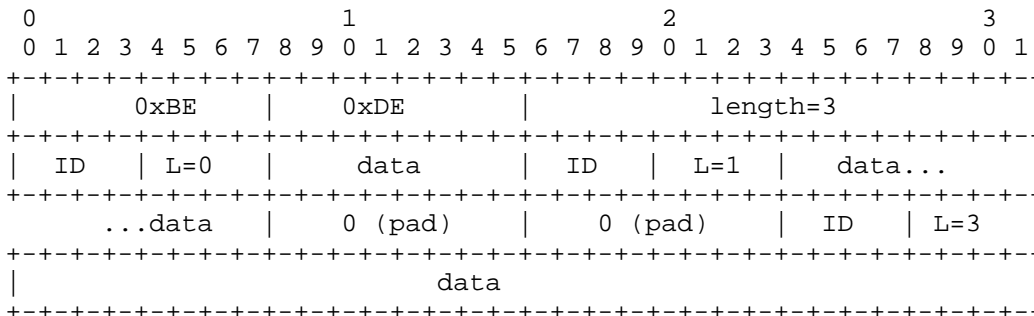 0                   1                   2                   3
 0 1 2 3 4 5 6 7 8 9 0 1 2 3 4 5 6 7 8 9 0 1 2 3 4 5 6 7 8 9 0 1
+-+-+-+-+-+-+-+-+-+-+-+-+-+-+-+-+-+-+-+-+-+-+-+-+-+-+-+-+-+-+-+-
|       0xBE    |    0xDE       |           length=3
+-+-+-+-+-+-+-+-+-+-+-+-+-+-+-+-+-+-+-+-+-+-+-+-+-+-+-+-+-+-+-+-
|  ID   | L=0   |     data      |  ID   |  L=1  |   data...
+-+-+-+-+-+-+-+-+-+-+-+-+-+-+-+-+-+-+-+-+-+-+-+-+-+-+-+-+-+-+-+-
      ...data   |    0 (pad)    |    0 (pad)    |  ID   | L=3
+-+-+-+-+-+-+-+-+-+-+-+-+-+-+-+-+-+-+-+-+-+-+-+-+-+-+-+-+-+-+-+-
|                          data
+-+-+-+-+-+-+-+-+-+-+-+-+-+-+-+-+-+-+-+-+-+-+-+-+-+-+-+-+-+-+-+-